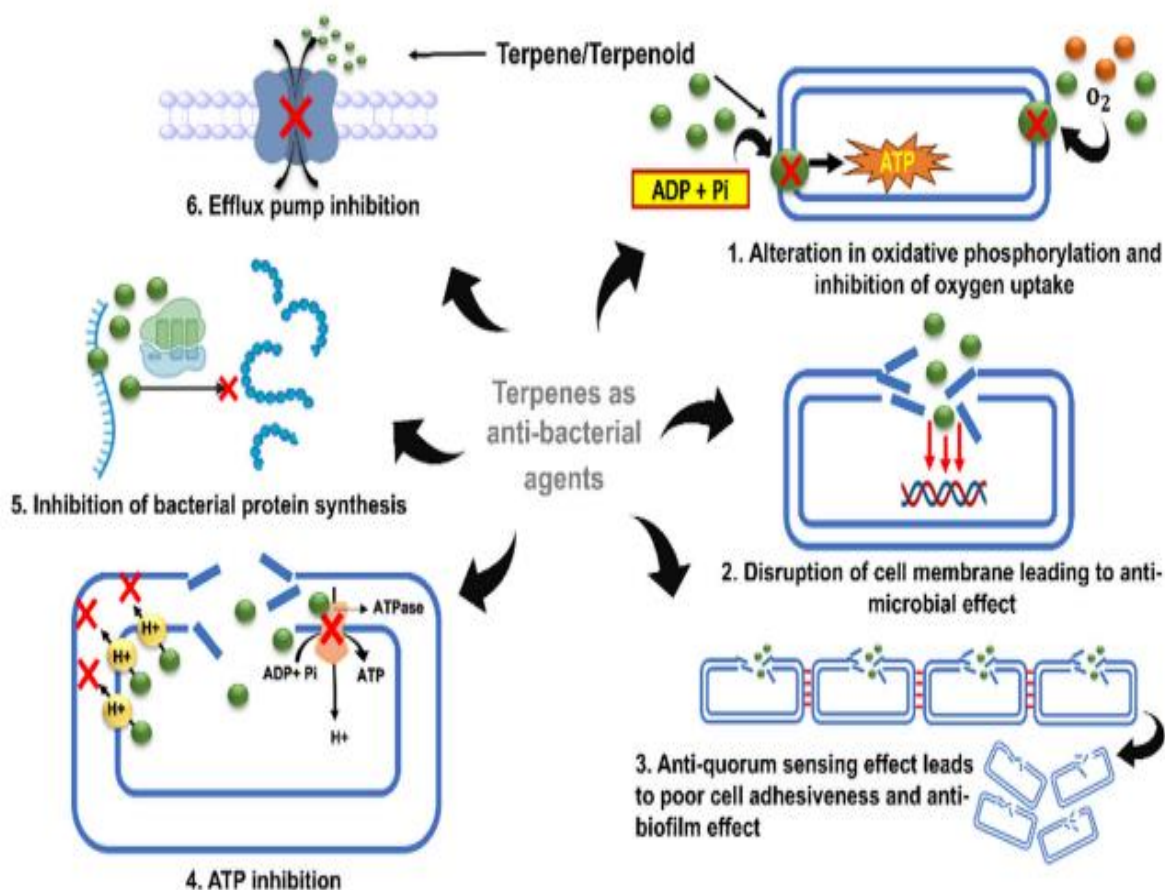 Terpene/Terpenoid
O2
ADP + Pi
ATP
6. Efflux pump inhibition
1. Alteration in oxidative phosphorylation and
inhibition of oxygen uptake
Terpenes as
anti-bacterial
agents
5. Inhibition of bacterial protein synthesis
2. Disruption of cell membrane leading to anti-
microbial effect
ATPase
H+
H+
H+
ADP+ Pi
ATP
H+
3. Anti-quorum sensing effect leads
to poor cell adhesiveness and anti-
biofilm effect
4. ATP inhibition